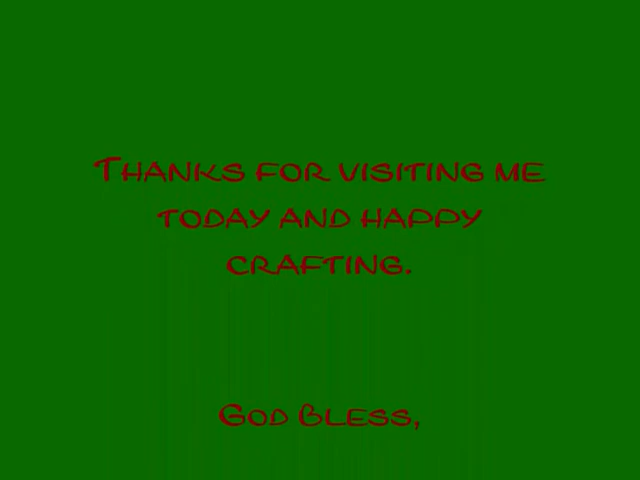 Thanks for visiting me
today and happy
crafting.
God Bless,